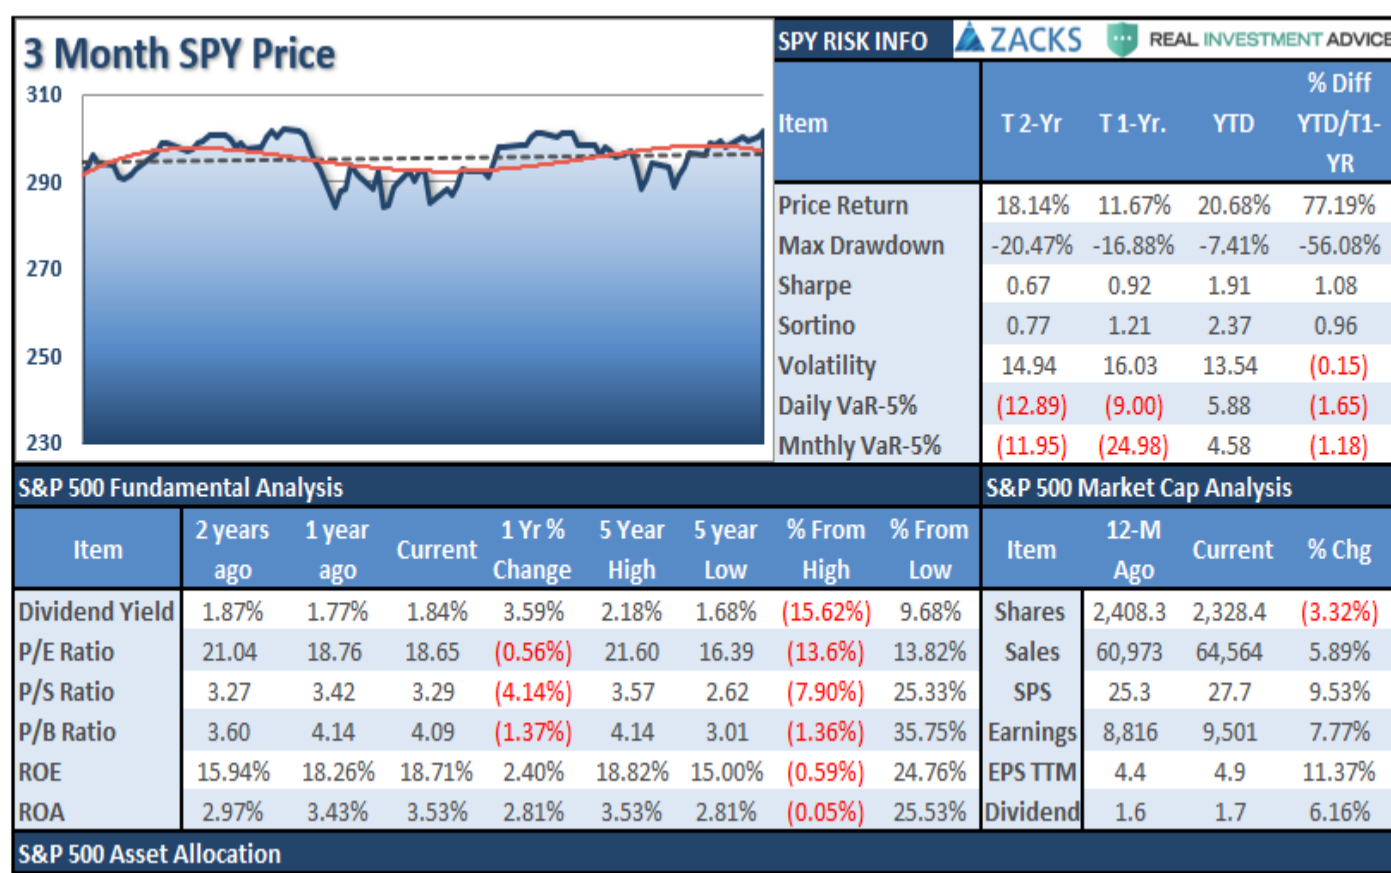 3 Month SPY Price
310
290
270
250
230
SPY RISK INFO ZACKS REAL INVESTMENT ADVICE
Item T 2-Yr T 1-Yr. YTD % Diff YTD/T1-YR
Price Return 18.14% 11.67% 20.68% 77.19%
Max Drawdown -20.47% -16.88% -7.41% -56.08%
Sharpe 0.67 0.92 1.91 1.08
Sortino 0.77 1.21 2.37 0.96
Volatility 14.94 16.03 13.54 (0.15)
Daily VaR-5% (12.89) (9.00) 5.88 (1.65)
Mnthly VaR-5% (11.95) (24.98) 4.58 (1.18)
S&P 500 Fundamental Analysis
Item 2 years ago 1 year ago Current 1 Yr % Change 5 Year High 5 year Low % From High % From Low
Dividend Yield 1.87% 1.77% 1.84% 3.59% 2.18% 1.68% (15.62%) 9.68%
P/E Ratio 21.04 18.76 18.65 (0.56%) 21.60 16.39 (13.6%) 13.82%
P/S Ratio 3.27 3.42 3.29 (4.14%) 3.57 2.62 (7.90%) 25.33%
P/B Ratio 3.60 4.14 4.09 (1.37%) 4.14 3.01 (1.36%) 35.75%
ROE 15.94% 18.26% 18.71% 2.40% 18.82% 15.00% (0.59%) 24.76%
ROA 2.97% 3.43% 3.53% 2.81% 3.53% 2.81% (0.05%) 25.53%
S&P 500 Market Cap Analysis
Item 12-M Ago Current % Chg
Shares 2,408.3 2,328.4 (3.32%)
Sales 60,973 64,564 5.89%
SPS 25.3 27.7 9.53%
Earnings 8,816 9,501 7.77%
EPS TTM 4.4 4.9 11.37%
Dividend 1.6 1.7 6.16%
S&P 500 Asset Allocation